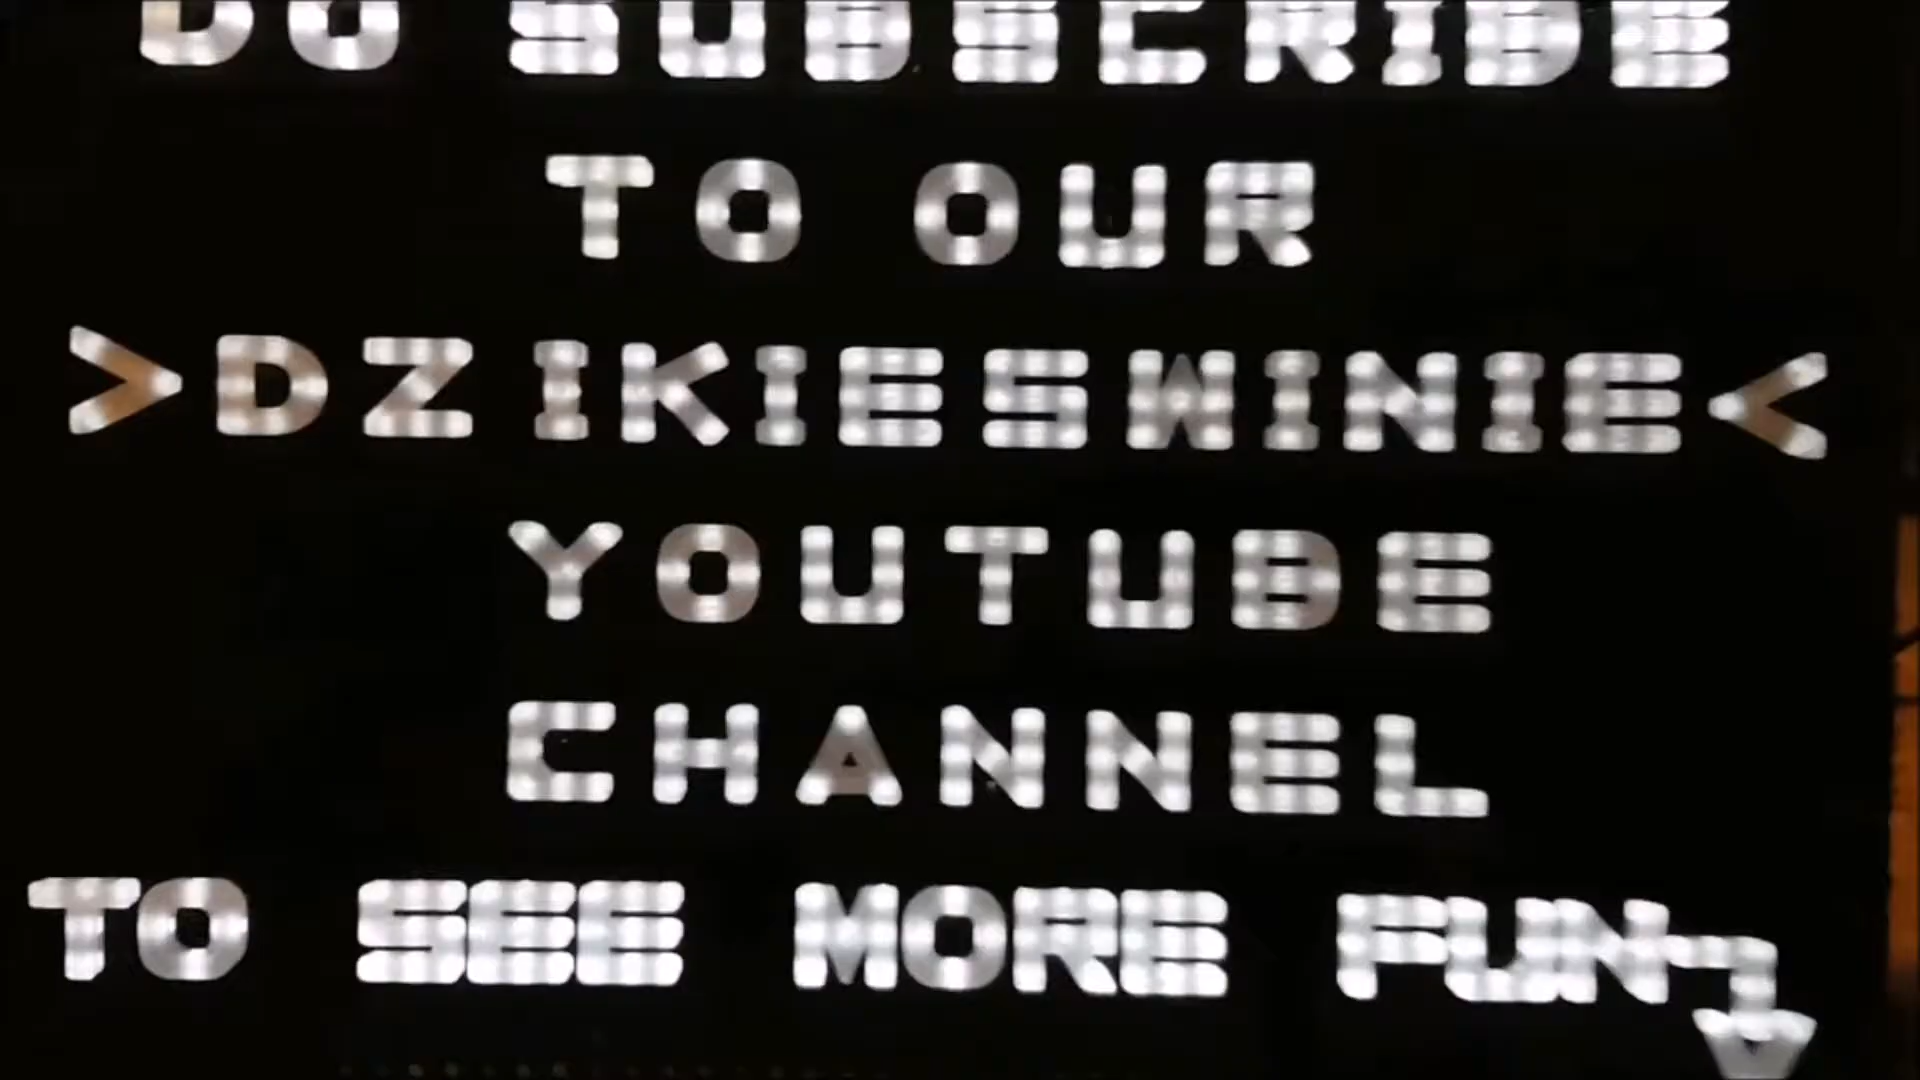 DO SUBSCRIBE
TO OUR
>DZIKIESWINIE<
YOUTUBE
CHANNEL
TO SEE MORE FUN